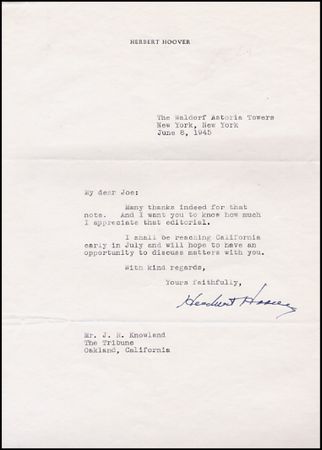 HERBERT HOOVER
The Waldorf Astoria Towers
New York, New York
June 8, 1945
My dear Joe:
Many thanks indeed for that
note. And I want you to know how much
I appreciate that editorial.
I shall be reaching California
early in July and will hope to have an
opportunity to discuss matters with you.
With kind regards,
Yours faithfully,
Herbert Hoover
Mr. J. R. Knowland
The Tribune
Oakland, California